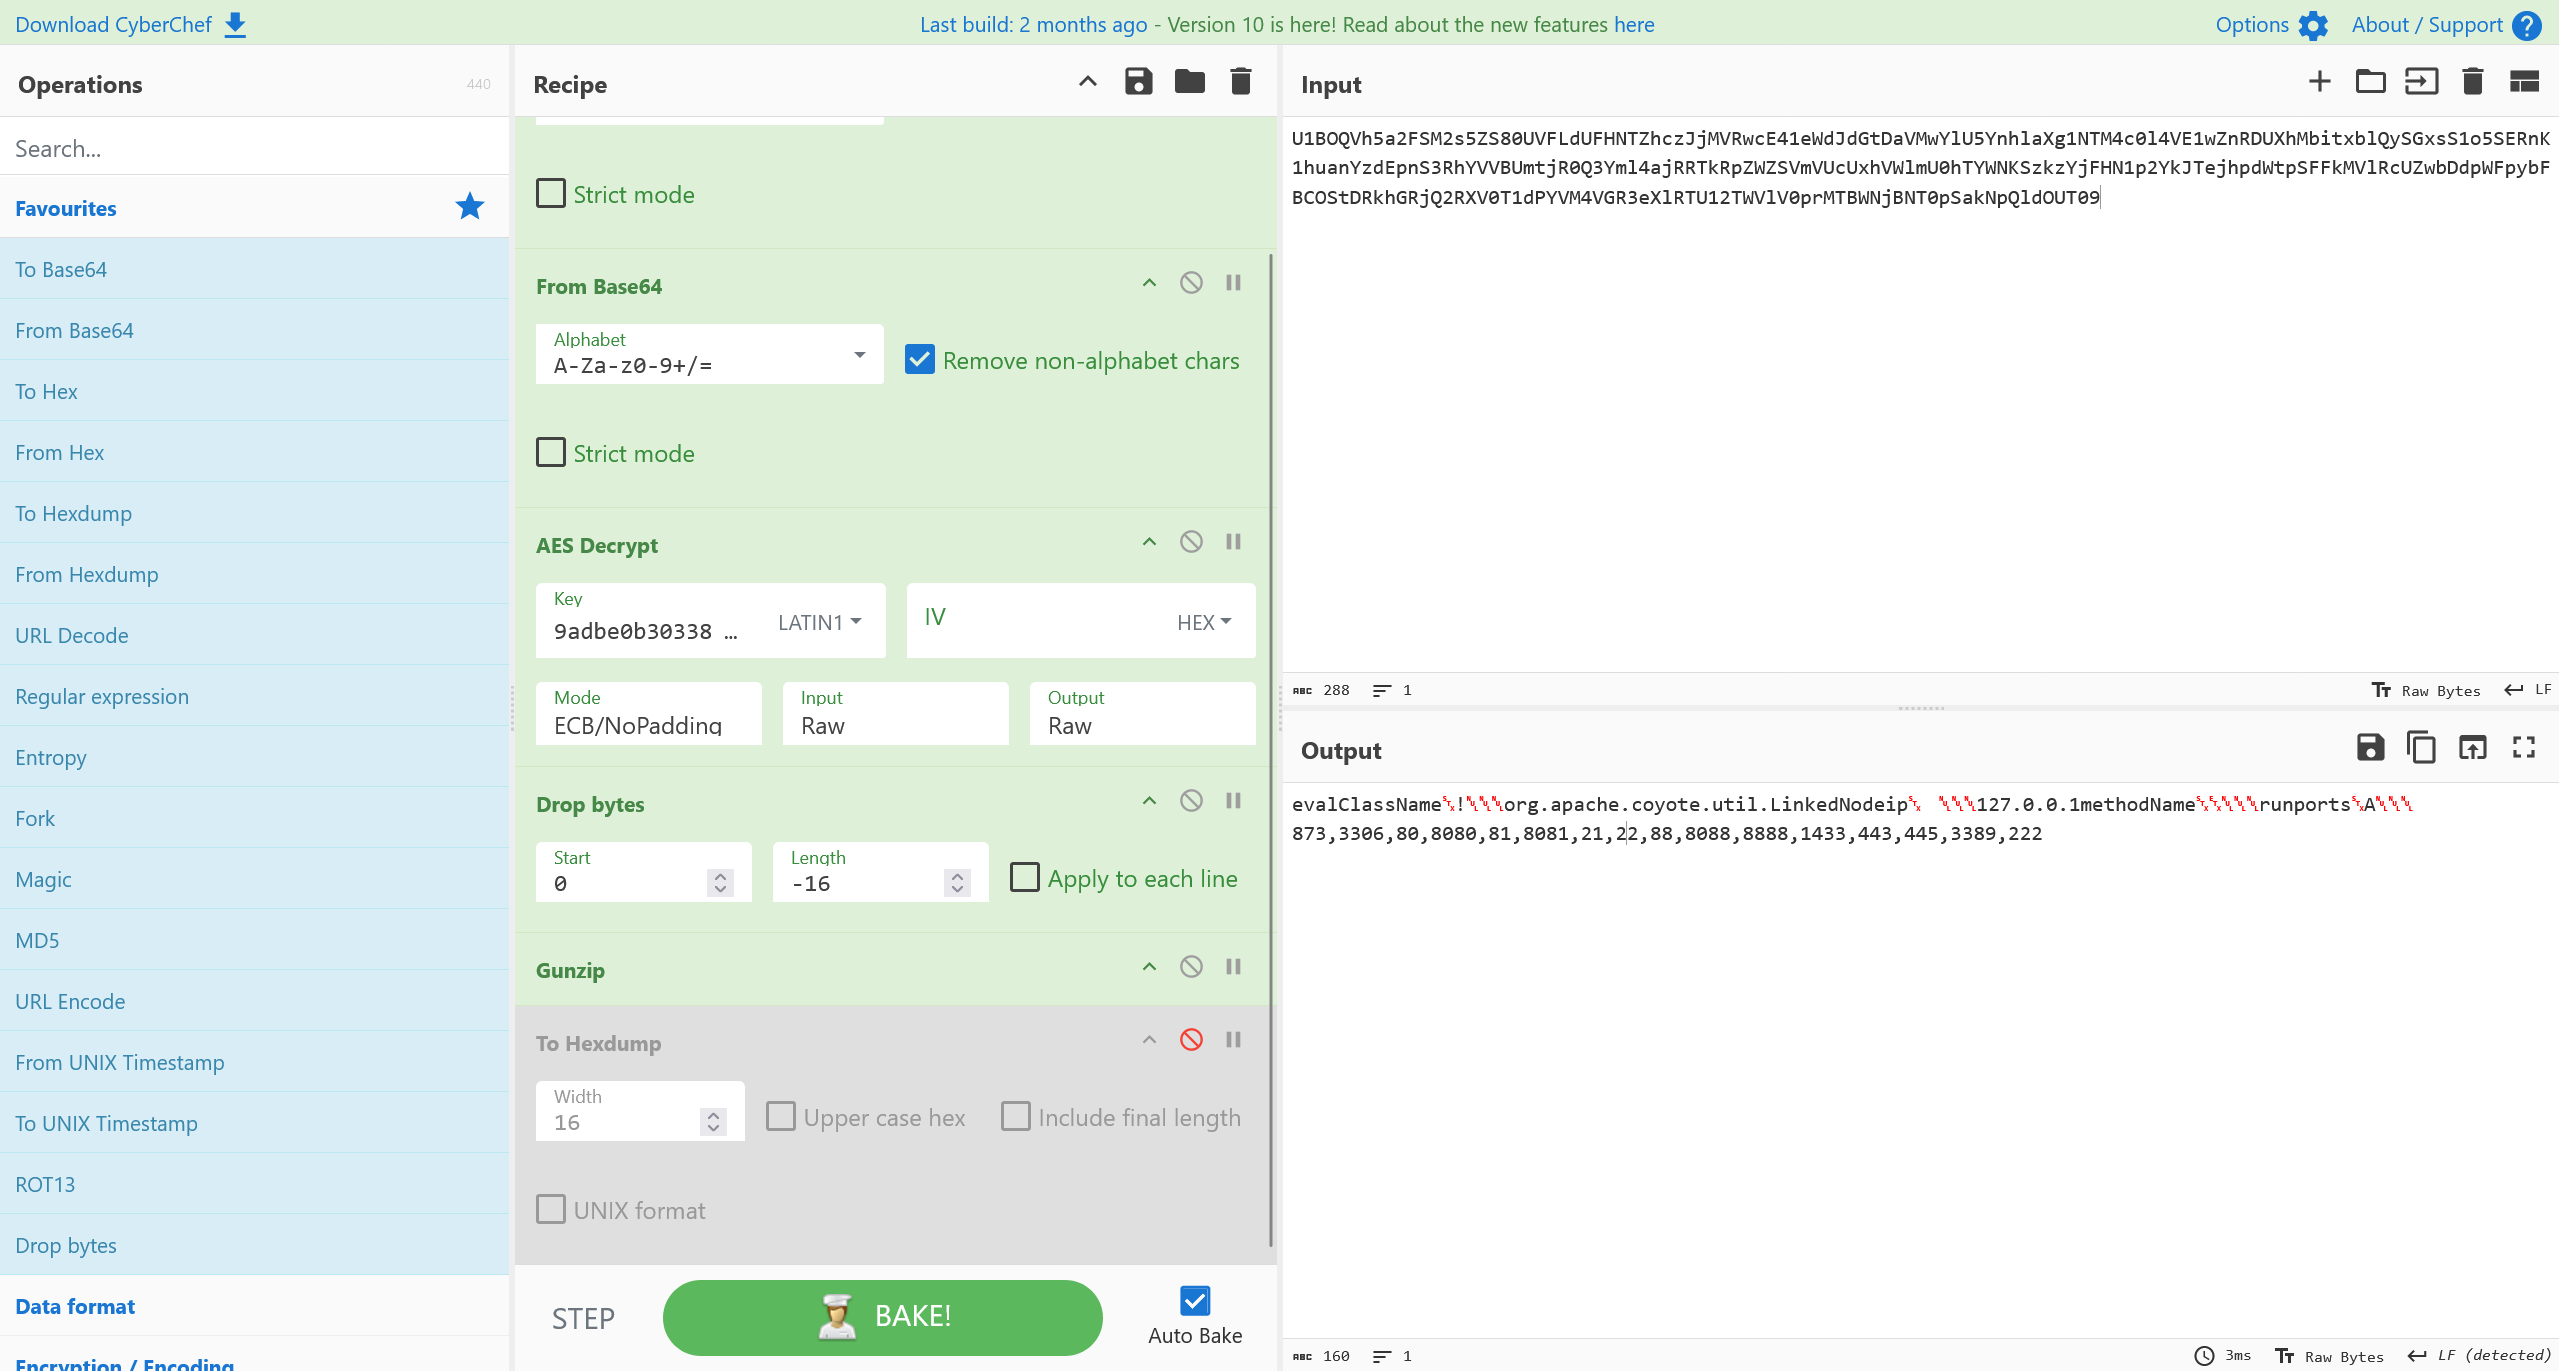 Download CyberChef
Last build: 2 months ago - Version 10 is here! Read about the new features here
Options
About / Support
Operations
440
Search...
Favourites
To Base64
From Base64
To Hex
From Hex
To Hexdump
From Hexdump
URL Decode
Regular expression
Entropy
Fork
Magic
MD5
URL Encode
From UNIX Timestamp
To UNIX Timestamp
ROT13
Drop bytes
Data format
Encryption / Encoding
Recipe
Strict mode
From Base64
Alphabet
A-Za-z0-9+/=
Remove non-alphabet chars
Strict mode
AES Decrypt
Key
9adbe0b30338 …
LATIN1
IV
HEX
Mode
ECB/NoPadding
Input
Raw
Output
Raw
Drop bytes
Start
0
Length
-16
Apply to each line
Gunzip
To Hexdump
Width
16
Upper case hex
Include final length
UNIX format
STEP
BAKE!
Auto Bake
Input
U1BOQVh5a2FSM2s5ZS80UVFLdUFHNTZhczJjMVRwcE41eWdJdGtDaVMwYlU5YnhlaXg1NTM4c0l4VE1wZnRDUXhMbitxblQySGxsS1o5SERnK
1huanYzdEpnS3RhYVVBUmtjR0Q3Yml4ajRRTkRpZWZSVmVUcUxhVWlmU0hTYWNKSzkzYjFHN1p2YkJTejhpdWtpSFFkMVlRcUZwbDdpWFpybF
BCOStDRkhGRjQ2RXV0T1dPYVM4VGR3eXlRTU12TWVlV0prMTBWNjBNT0pSakNpQldOUT09
ABC 288
1
Raw Bytes
LF
Output
evalClassName␂!␀␀␀org.apache.coyote.util.LinkedNodeip␂ ␀␀␀127.0.0.1methodName␂␃␀␀␀runports␂A␀␀␀
873,3306,80,8080,81,8081,21,22,88,8088,8888,1433,443,445,3389,222
ABC 160
1
3ms
Raw Bytes
LF (detected)